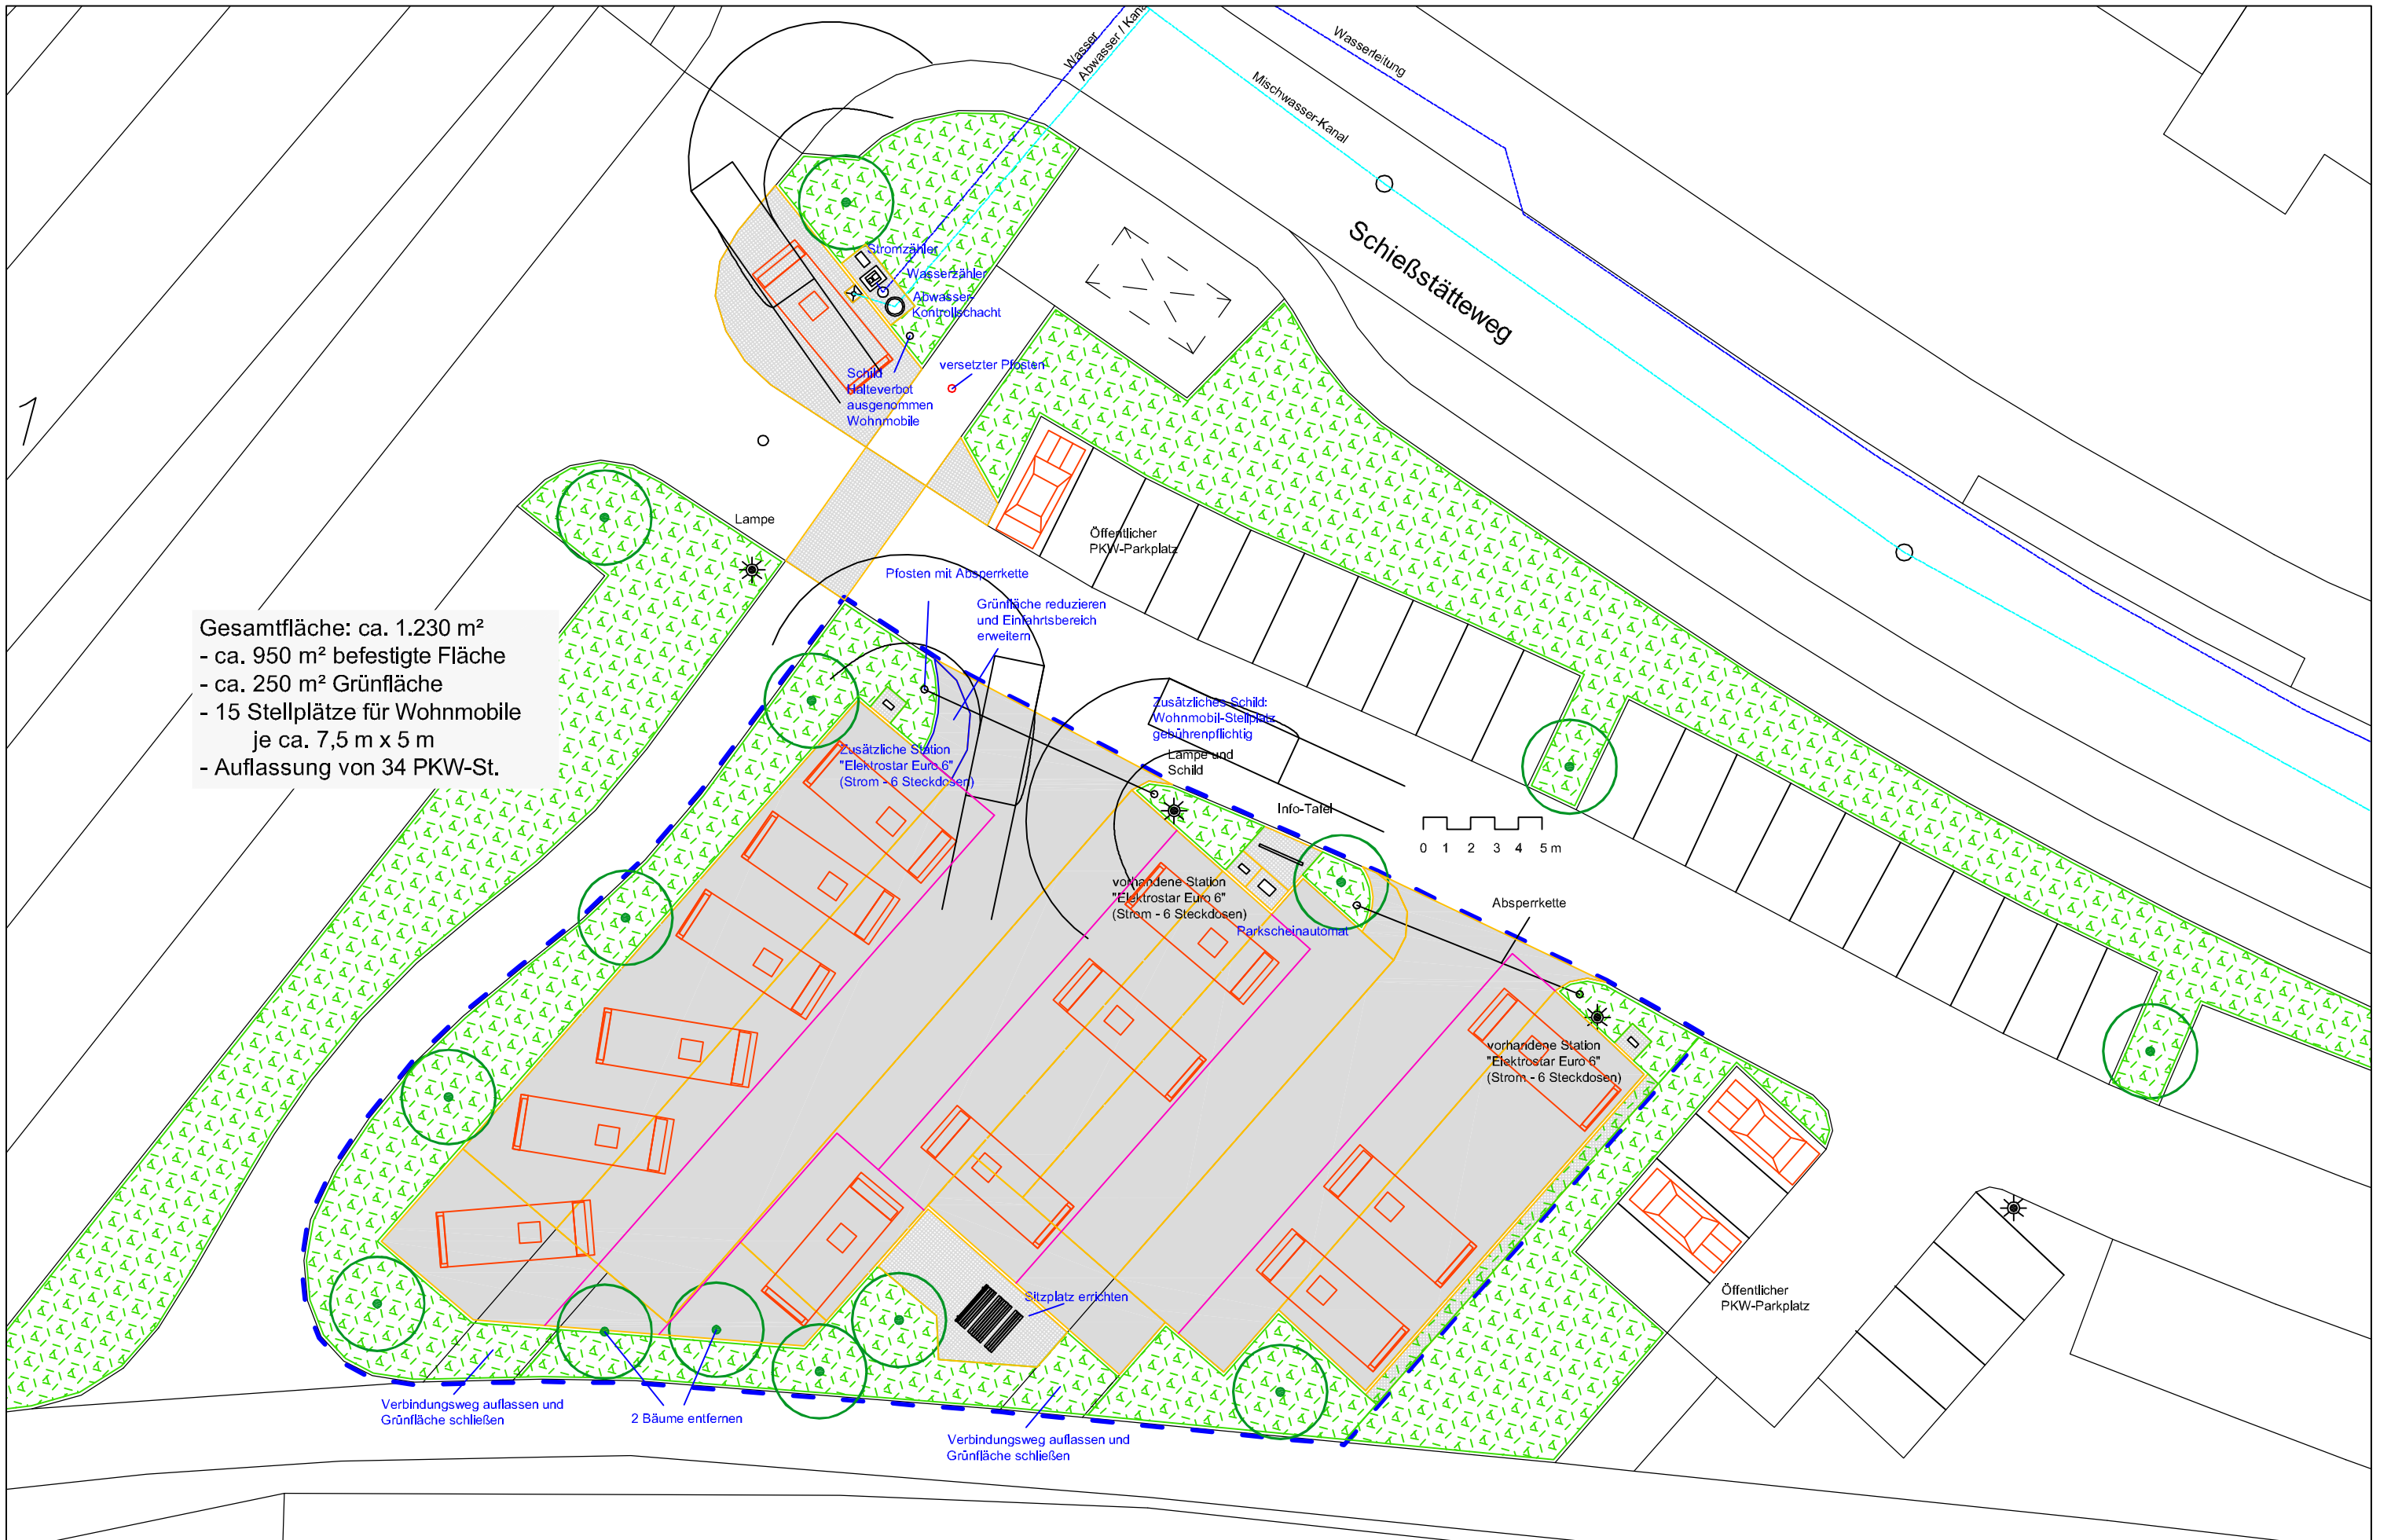 Wasser
Abwasser / Kana
Wasserleitung
Mischwasser-Kanal
Schießstätteweg
Stromzähler
Wasserzähler
Abwasser-
Kontrollschacht
Schild
Halteverbot
ausgenommen
Wohnmobile
versetzter Pfosten
Lampe
Öffentlicher
PKW-Parkplatz
Pfosten mit Absperrkette
Grünfläche reduzieren
und Einfahrtsbereich
erweitern
Gesamtfläche: ca. 1.230 m²
- ca. 950 m² befestigte Fläche
- ca. 250 m² Grünfläche
- 15 Stellplätze für Wohnmobile
je ca. 7,5 m x 5 m
- Auflassung von 34 PKW-St.
Zusätzliche Station
"Elektrostar Euro 6"
(Strom - 6 Steckdosen)
Zusätzliches Schild:
Wohnmobil-Stellplatz
gebührenpflichtig
Lampe und
Schild
Info-Tafel
0 1 2 3 4 5 m
vorhandene Station
"Elektrostar Euro 6"
(Strom - 6 Steckdosen)
Parkscheinautomat
Absperrkette
vorhandene Station
"Elektrostar Euro 6"
(Strom - 6 Steckdosen)
Sitzplatz errichten
Öffentlicher
PKW-Parkplatz
Verbindungsweg auflassen und
Grünfläche schließen
2 Bäume entfernen
Verbindungsweg auflassen und
Grünfläche schließen